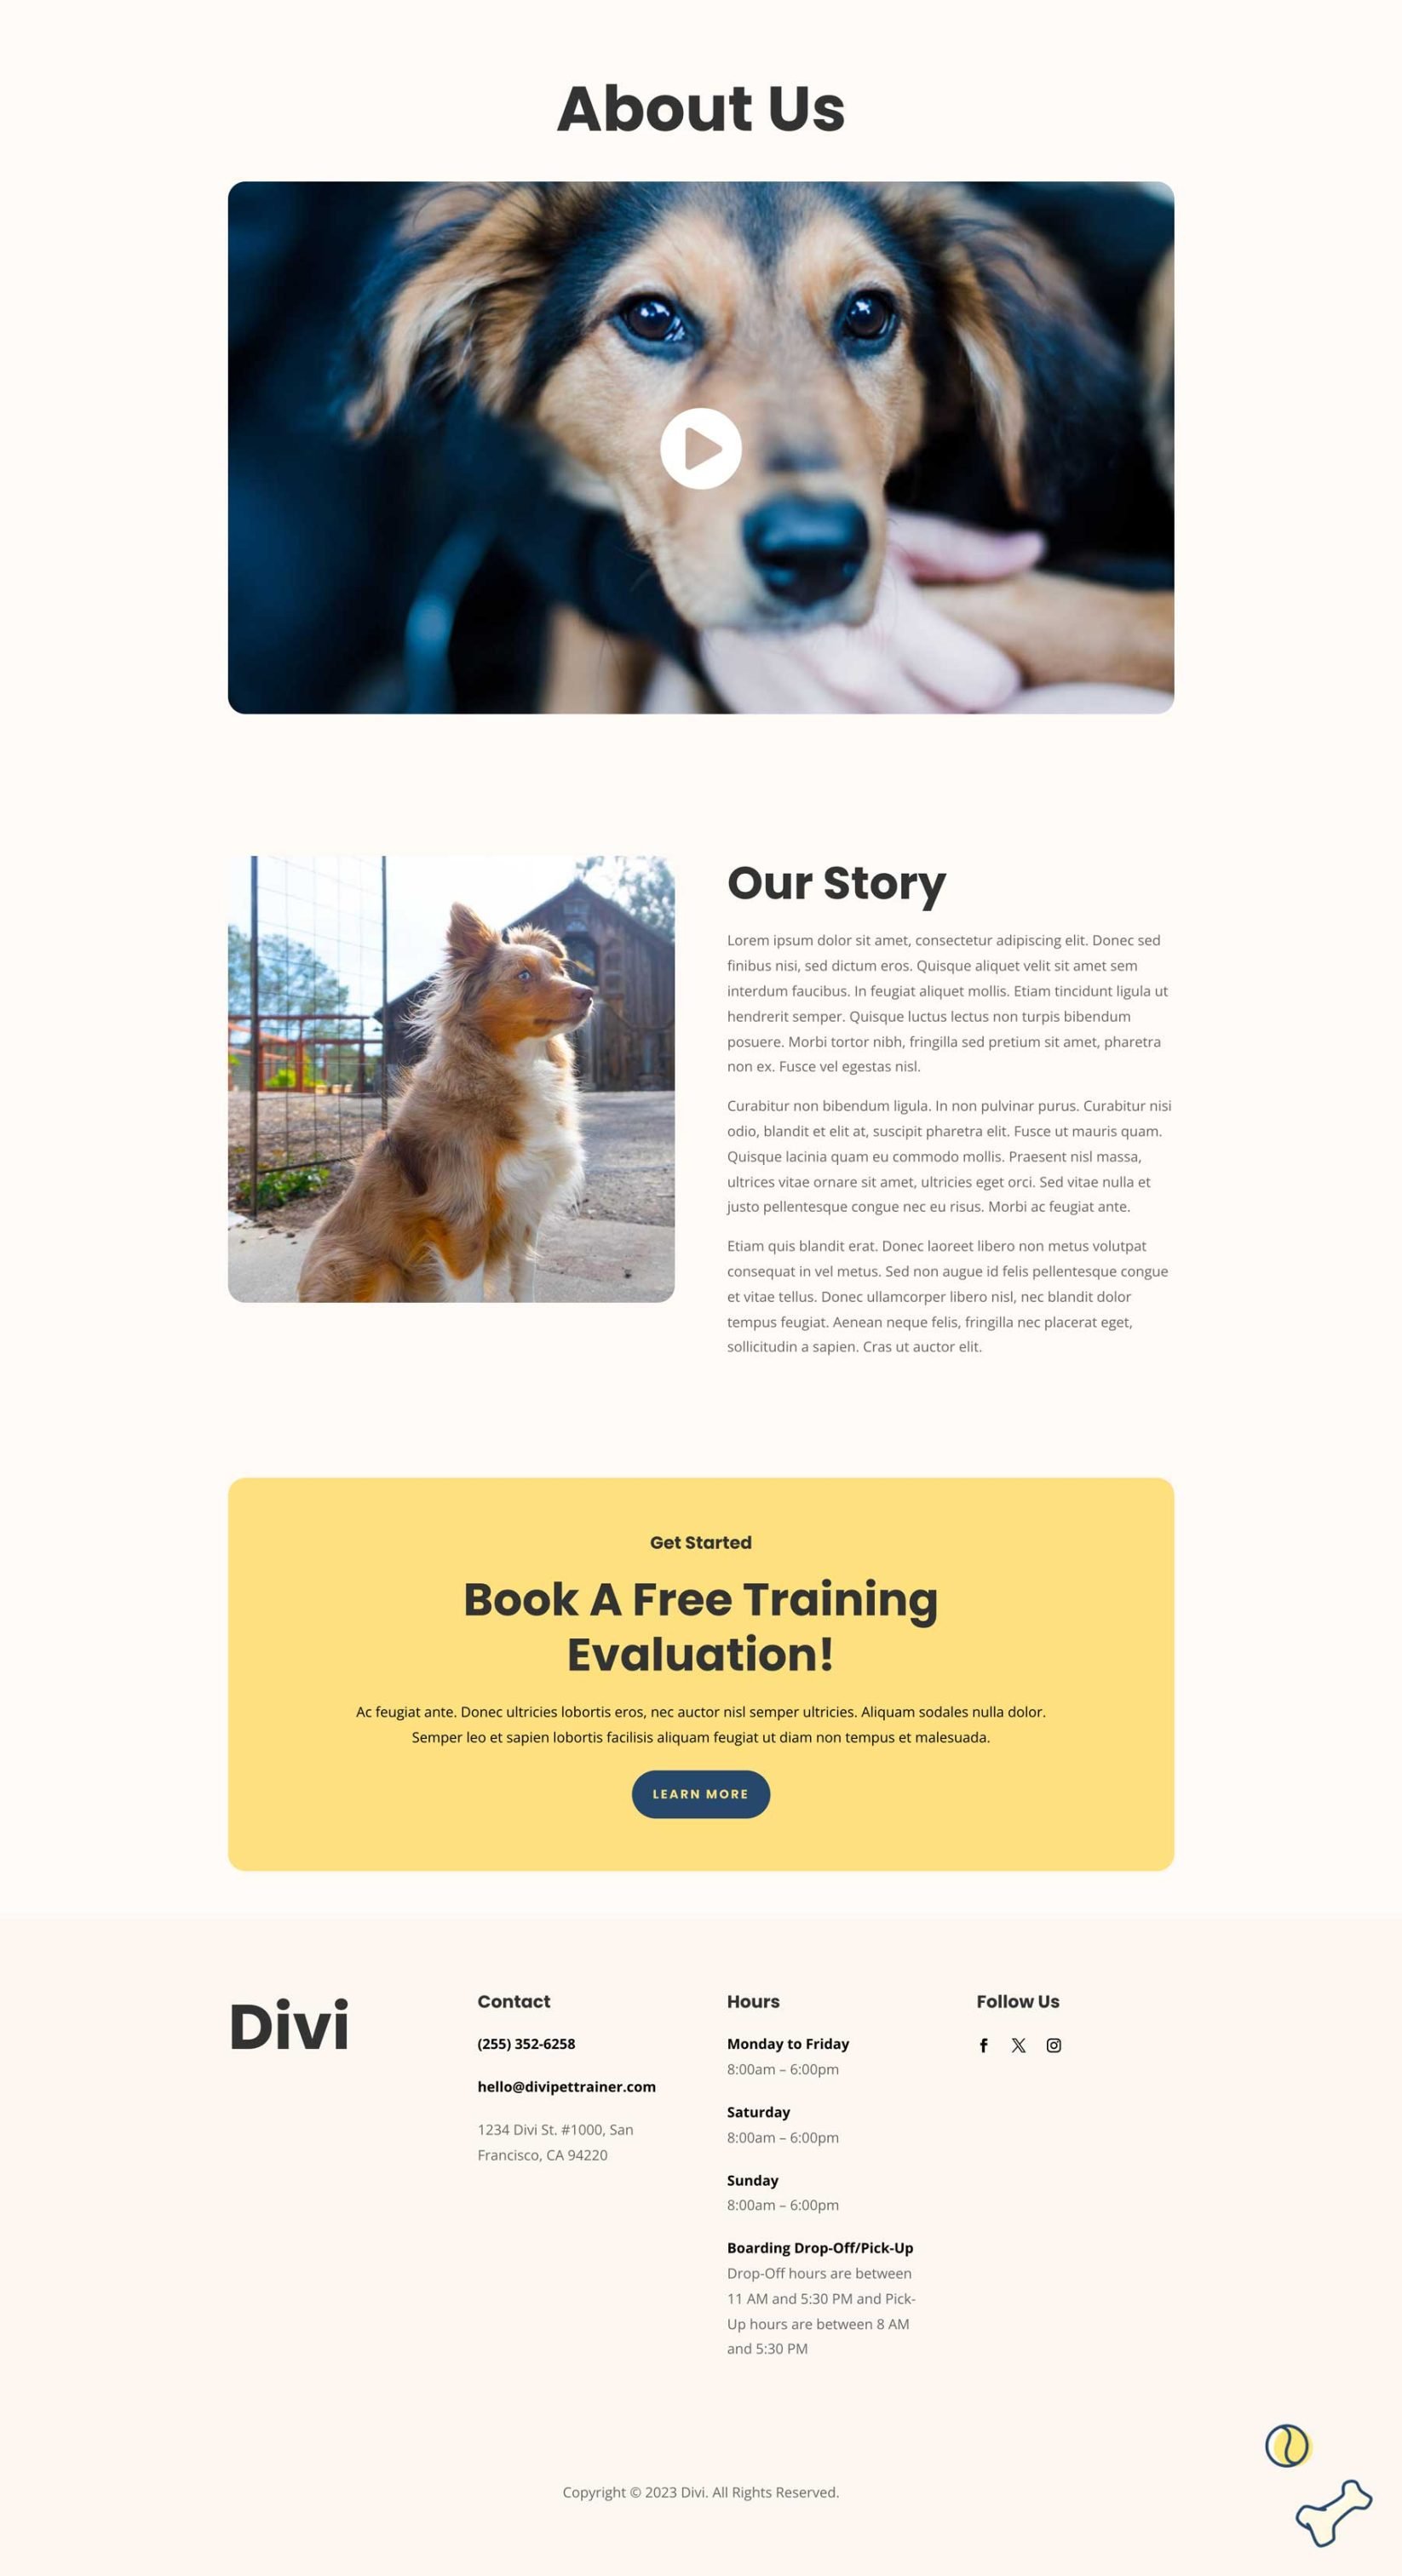 About Us
Our Story
Lorem ipsum dolor sit amet, consectetur adipiscing elit. Donec sed
finibus nisi, sed dictum eros. Quisque aliquet velit sit amet sem
interdum faucibus. In feugiat aliquet mollis. Etiam tincidunt ligula ut
hendrerit semper. Quisque luctus lectus non turpis bibendum
posuere. Morbi tortor nibh, fringilla sed pretium sit amet, pharetra
non ex. Fusce vel egestas nisl.
Curabitur non bibendum ligula. In non pulvinar purus. Curabitur nisi
odio, blandit et elit at, suscipit pharetra elit. Fusce ut mauris quam.
Quisque lacinia quam eu commodo mollis. Praesent nisl massa,
ultrices vitae ornare sit amet, ultricies eget orci. Sed vitae nulla et
justo pellentesque congue nec eu risus. Morbi ac feugiat ante.
Etiam quis blandit erat. Donec laoreet libero non metus volutpat
consequat in vel metus. Sed non augue id felis pellentesque congue
et vitae tellus. Donec ullamcorper libero nisl, nec blandit dolor
tempus feugiat. Aenean neque felis, fringilla nec placerat eget,
sollicitudin a sapien. Cras ut auctor elit.
Get Started
Book A Free Training
Evaluation!
Ac feugiat ante. Donec ultricies lobortis eros, nec auctor nisl semper ultricies. Aliquam sodales nulla dolor.
Semper leo et sapien lobortis facilisis aliquam feugiat ut diam non tempus et malesuada.
LEARN MORE
Divi
Contact
(255) 352-6258
hello@divipettrainer.com
1234 Divi St. #1000, San
Francisco, CA 94220
Hours
Monday to Friday
8:00am – 6:00pm
Saturday
8:00am – 6:00pm
Sunday
8:00am – 6:00pm
Boarding Drop-Off/Pick-Up
Drop-Off hours are between
11 AM and 5:30 PM and Pick-
Up hours are between 8 AM
and 5:30 PM
Follow Us
Copyright © 2023 Divi. All Rights Reserved.